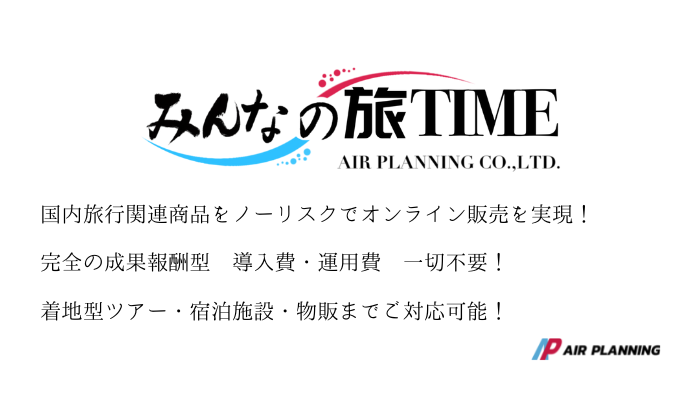 みんなの旅TIME
AIR PLANNING CO.,LTD.
国内旅行関連商品をノーリスクでオンライン販売を実現！
完全の成果報酬型　導入費・運用費　一切不要！
着地型ツアー・宿泊施設・物販までご対応可能！
AP AIR PLANNING